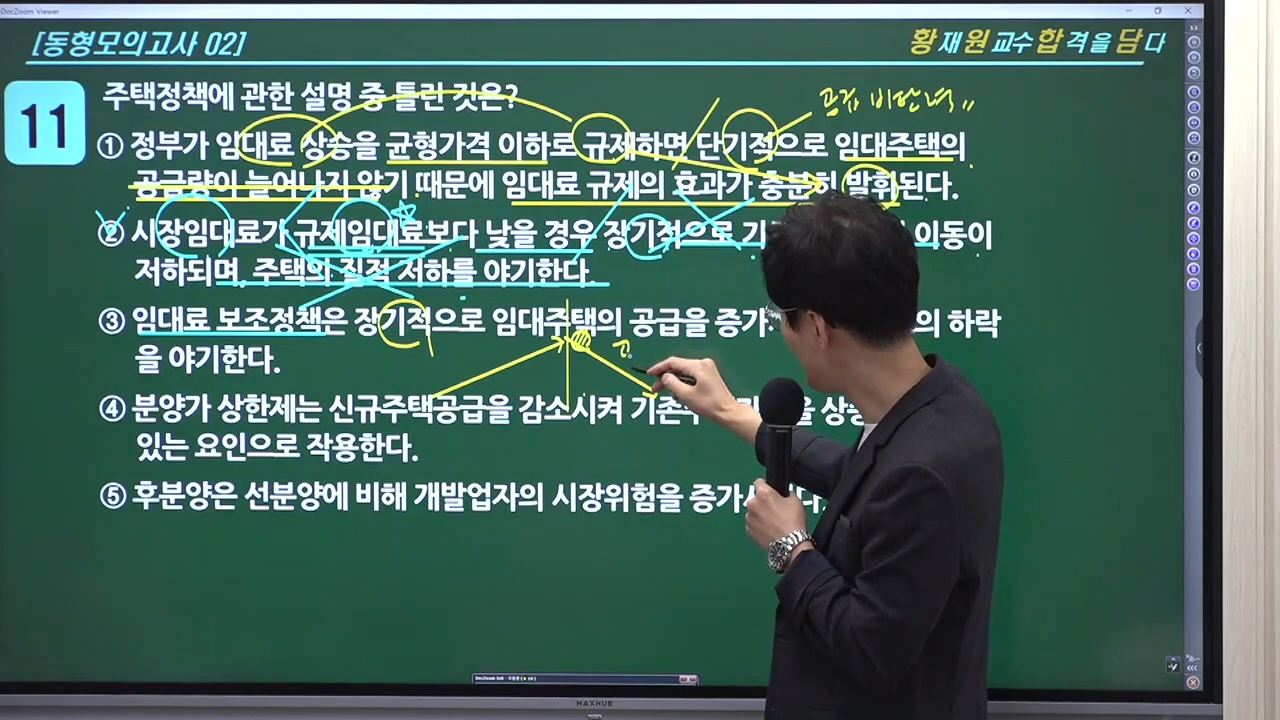 DocZoom Viewer
[동형모의고사 02]
황재원 교수 합격을 담다
11
주택정책에 관한 설명 중 틀린 것은?
공급 비탄력
① 정부가 임대료 상승을 균형가격 이하로 규제하면 단기적으로 임대주택의
공급량이 늘어나지 않기 때문에 임대료 규제의 효과가 충분히 발휘된다.
② 시장임대료가 규제임대료보다 낮을 경우 장기적으로 기 이동이
저하되며, 주택의 질적 저하를 야기한다.
③ 임대료 보조정책은 장기적으로 임대주택의 공급을 증가 의 하락
을 야기한다.
④ 분양가 상한제는 신규주택공급을 감소시켜 기존
있는 요인으로 작용한다.
⑤ 후분양은 선분양에 비해 개발업자의 시장위험을 증가
MAXHUB